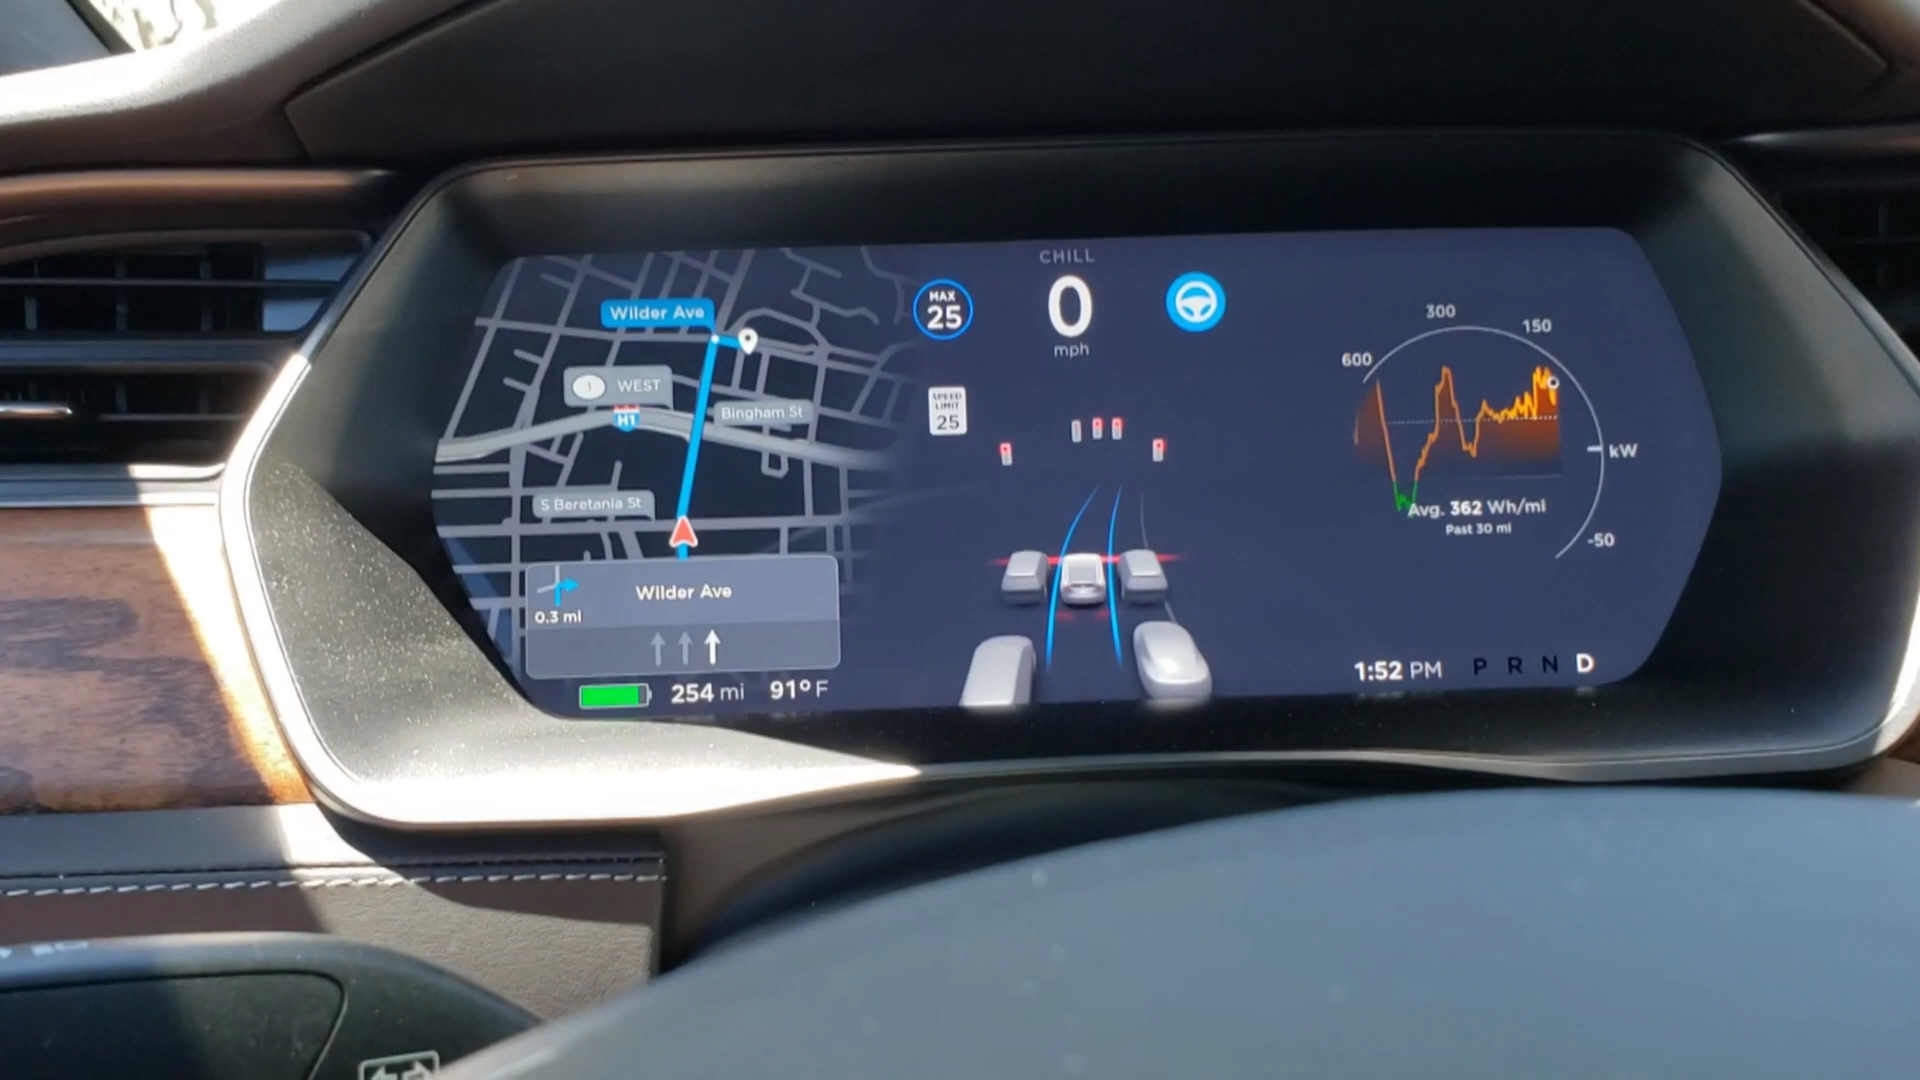 Wilder Ave
1 WEST
H1
Bingham St
S Beretania St
Wilder Ave
0.3 mi
254 mi 91° F
CHILL
MAX
25
0
mph
SPEED
LIMIT
25
600
300
150
kW
-50
Avg. 362 Wh/mi
Past 30 mi
1:52 PM P R N D